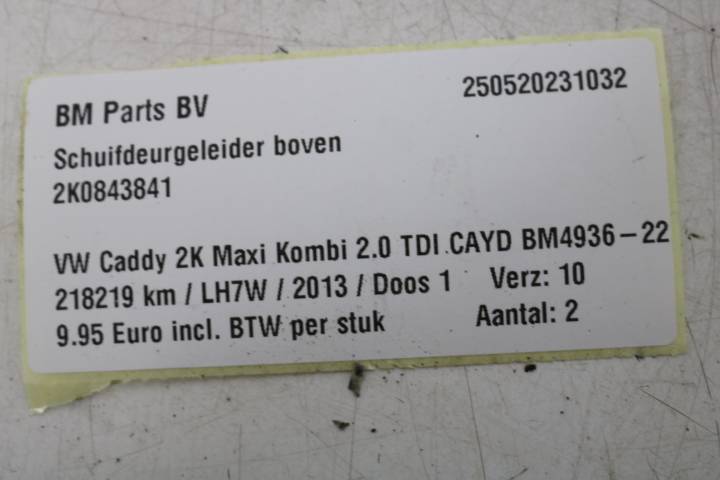 BM Parts BV 250520231032
Schuifdeurgeleider boven
2K0843841
VW Caddy 2K Maxi Kombi 2.0 TDI CAYD BM4936-22
218219 km / LH7W / 2013 / Doos 1 Verz: 10
9.95 Euro incl. BTW per stuk Aantal: 2